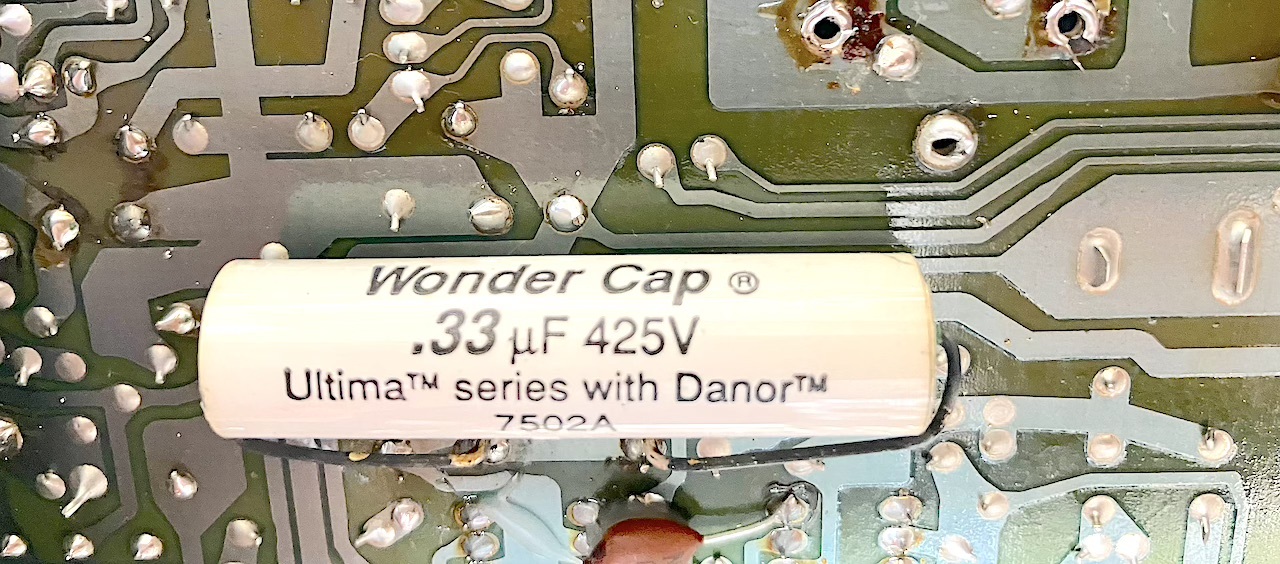 Wonder Cap ®
.33 µF 425V
Ultima™ series with Danor™
7502A